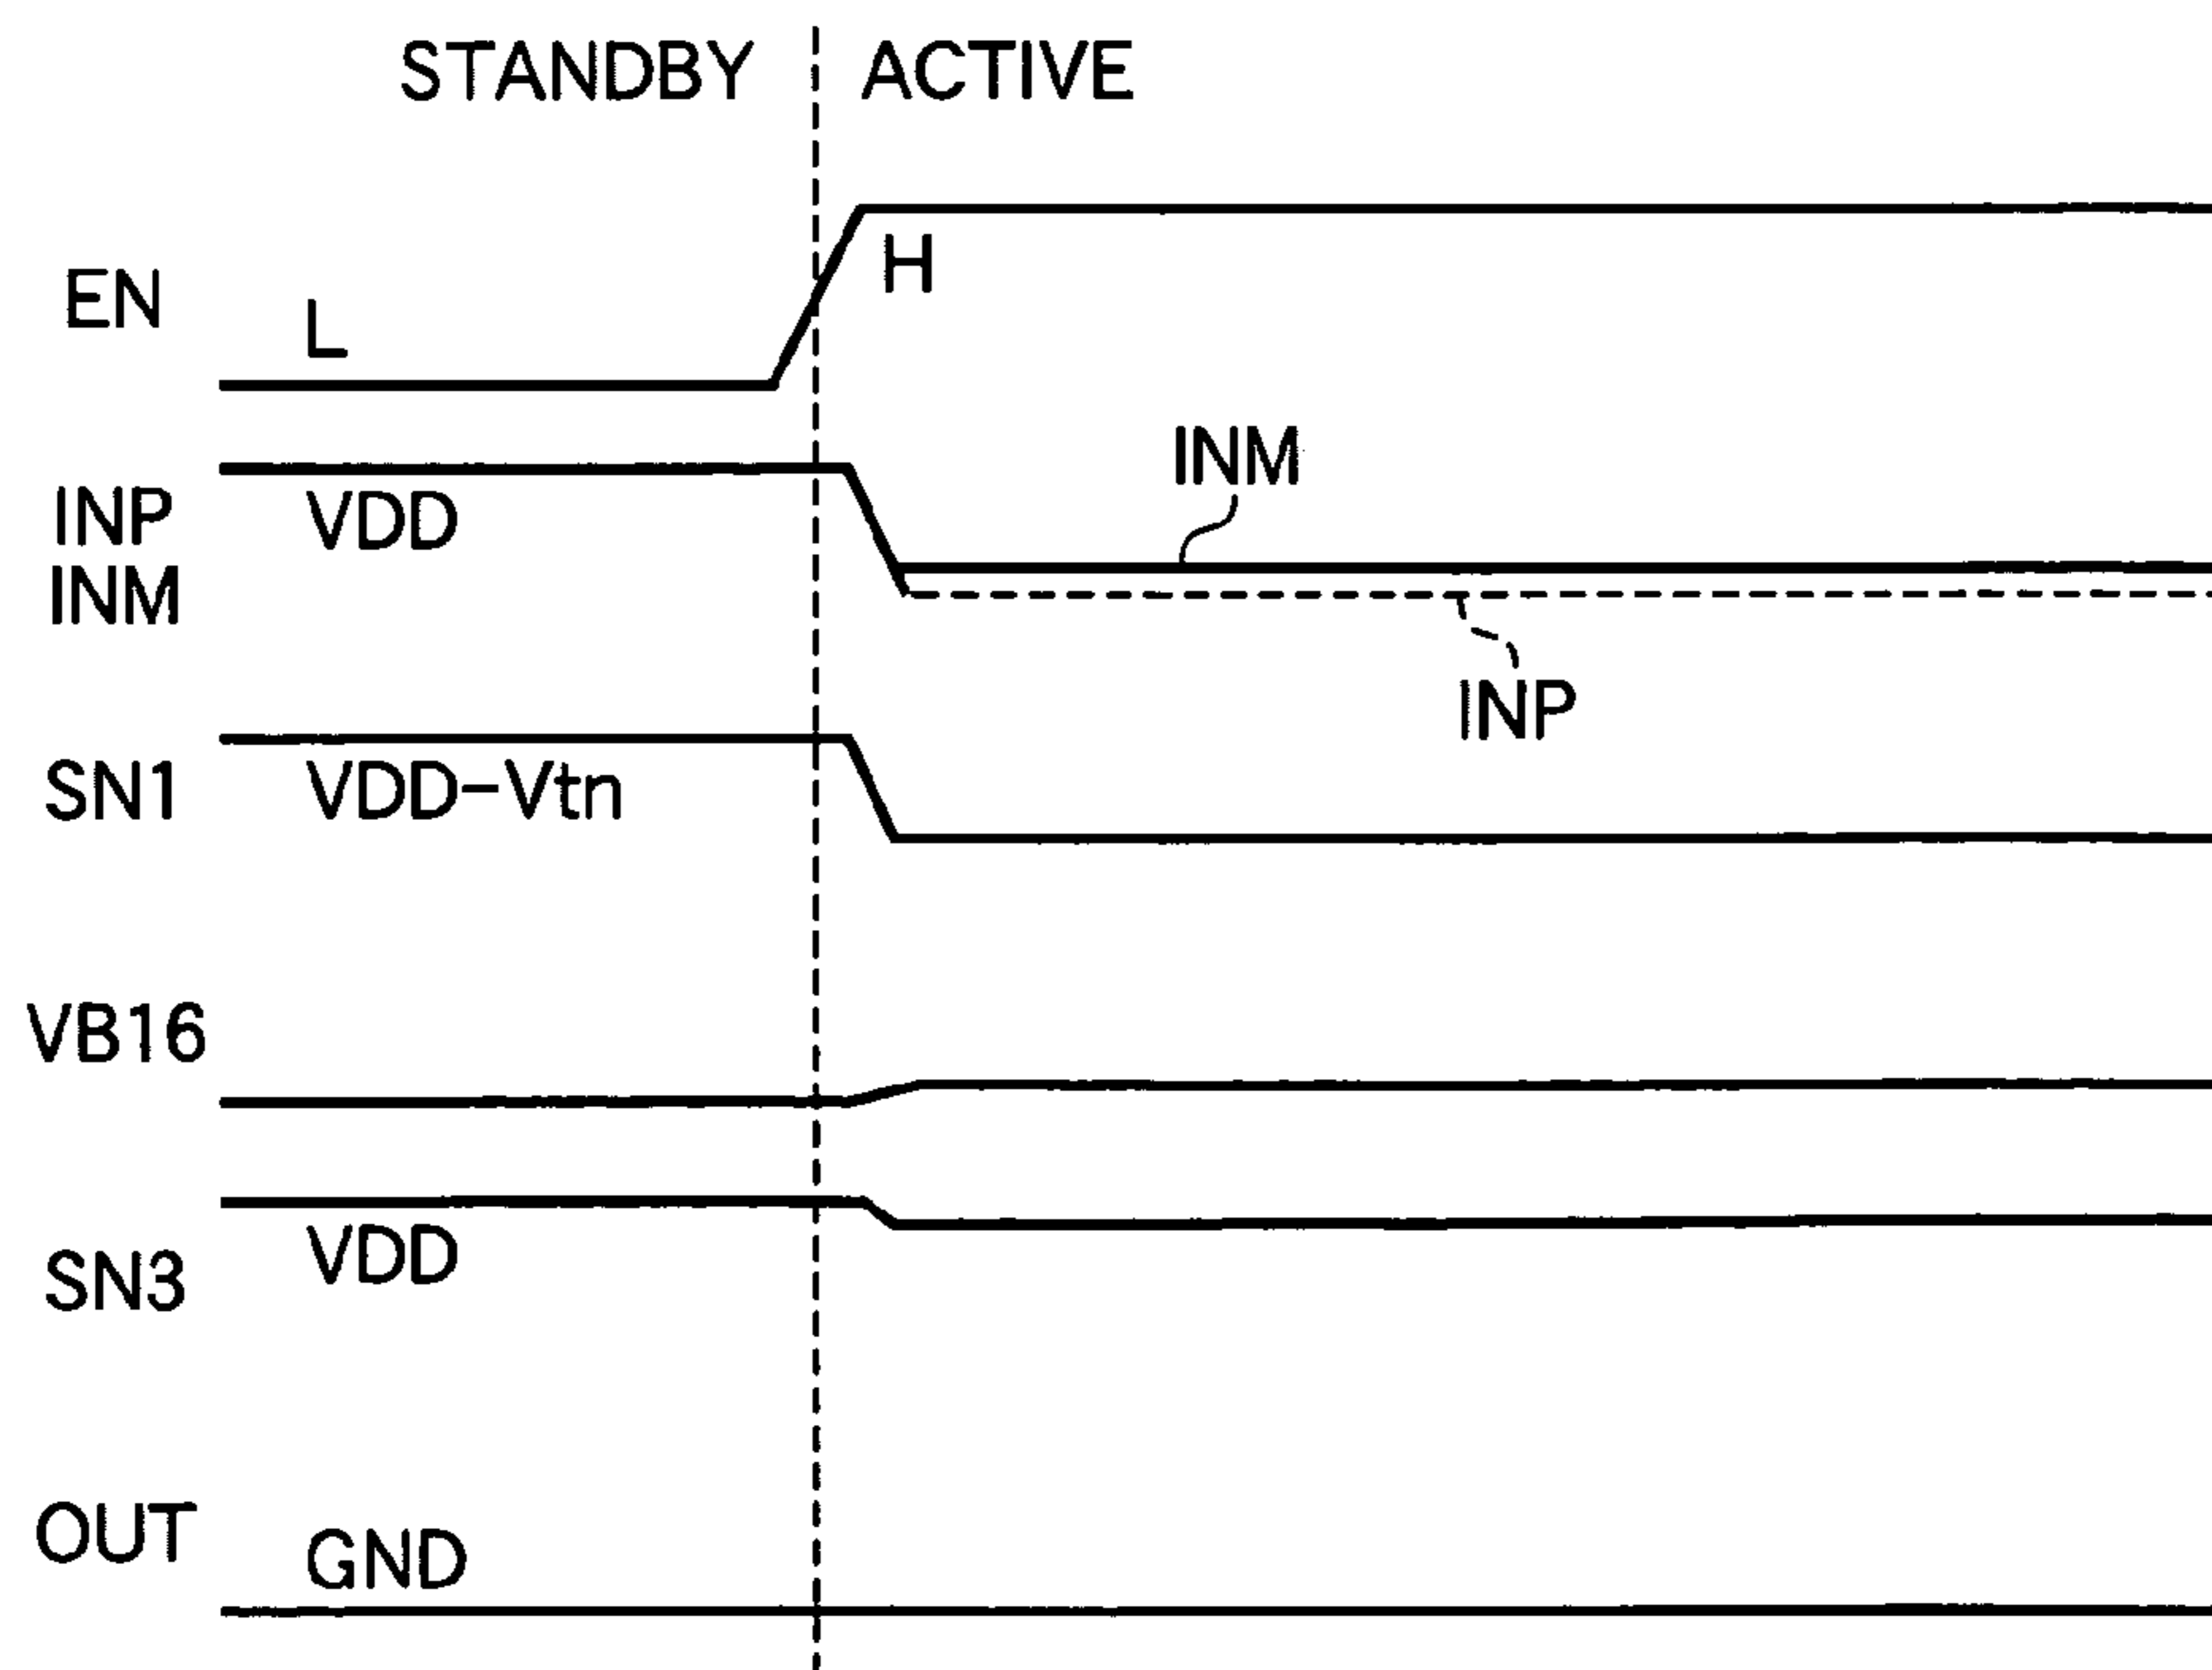 STANDBY ACTIVE
H
EN L
INM
INP VDD
INM
INP
SN1 VDD-Vtn
VB16
SN3 VDD
OUT GND